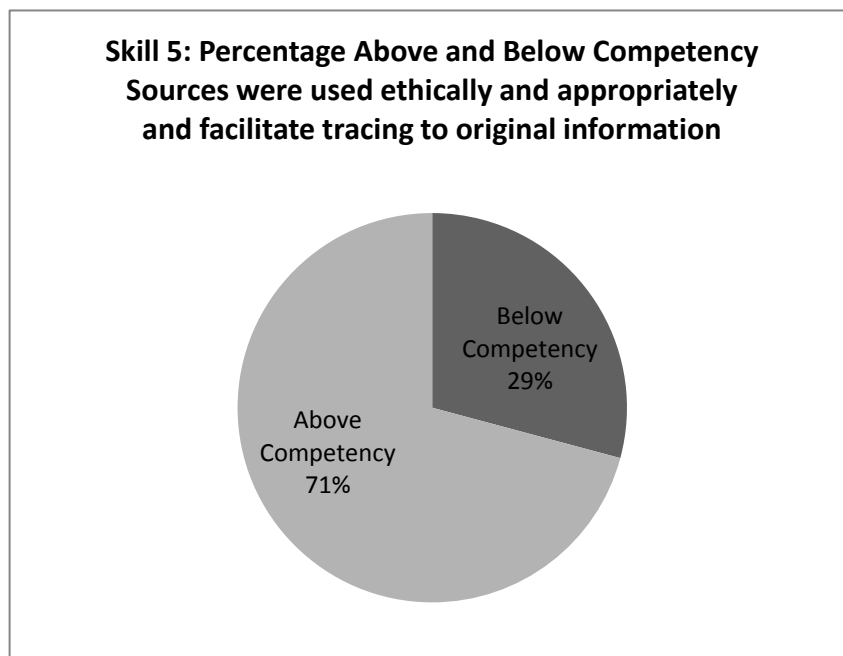 Skill 5: Percentage Above and Below Competency
Sources were used ethically and appropriately
and facilitate tracing to original information
Below
Competency
29%
Above
Competency
71%